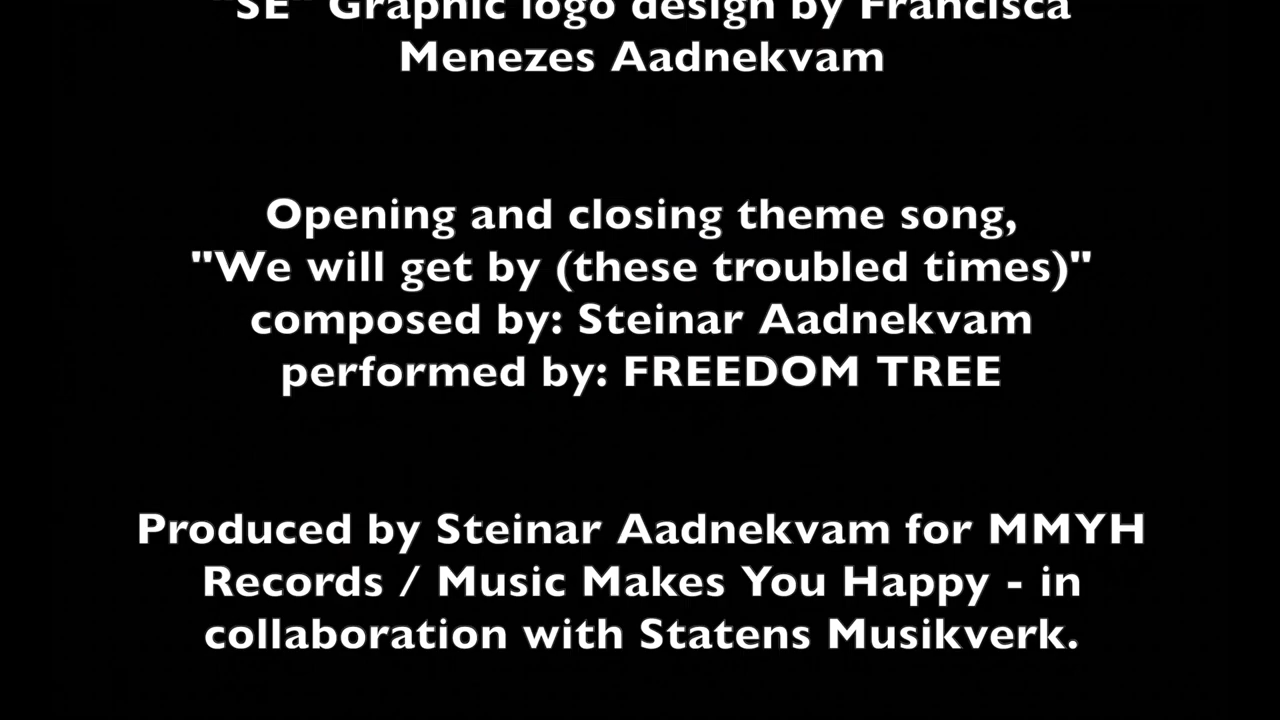 "SE" Graphic logo design by Francisca
Menezes Aadnekvam
Opening and closing theme song,
"We will get by (these troubled times)"
composed by: Steinar Aadnekvam
performed by: FREEDOM TREE
Produced by Steinar Aadnekvam for MMYH
Records / Music Makes You Happy - in
collaboration with Statens Musikverk.